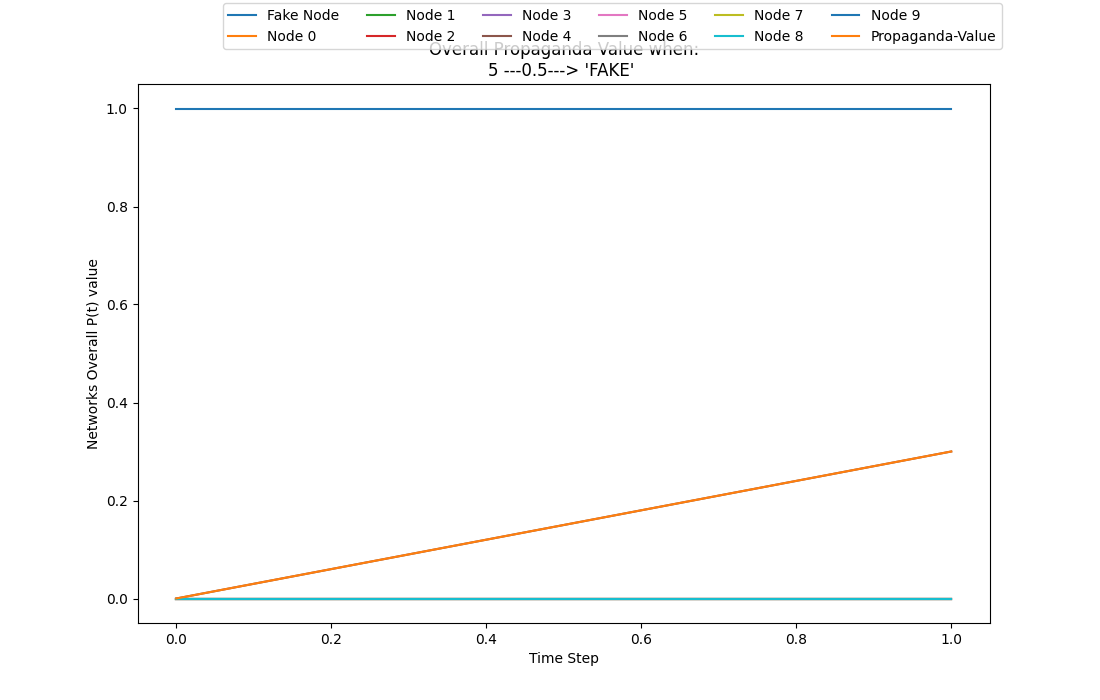 Fake Node Node 1 Node 3 Node 5 Node 7 Node 9
Node 0 Node 2 Node 4 Node 6 Node 8 Propaganda-Value
Overall Propaganda Value when:
5 ---0.5---> 'FAKE'
1.0
0.8
0.6
0.4
0.2
0.0
Networks Overall P(t) value
0.0 0.2 0.4 0.6 0.8 1.0
Time Step